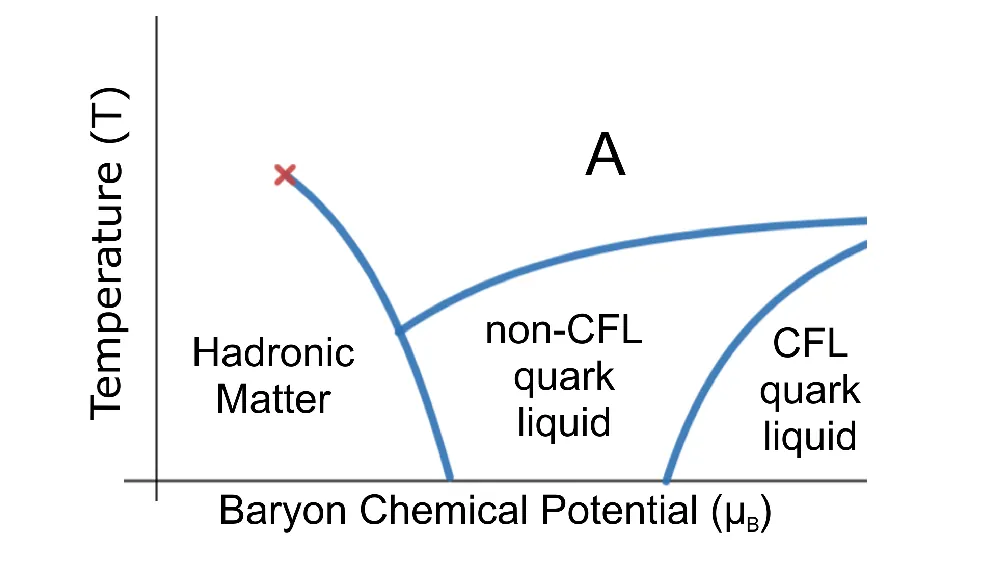 Temperature (T)
A
Hadronic
Matter
non-CFL
quark
liquid
CFL
quark
liquid
Baryon Chemical Potential (μB)